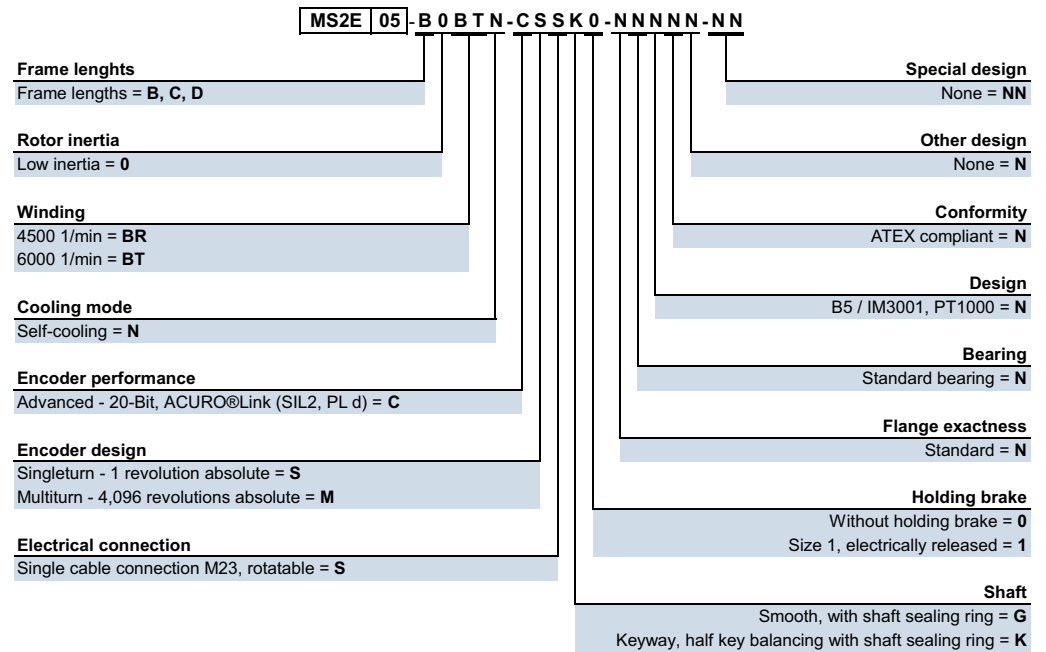 MS2E 05-B0BTN-CSSK0-NNNNN-NN
Frame lenghts
Frame lengths = B, C, D
Rotor inertia
Low inertia = 0
Winding
4500 1/min = BR
6000 1/min = BT
Cooling mode
Self-cooling = N
Encoder performance
Advanced - 20-Bit, ACURO®Link (SIL2, PL d) = C
Encoder design
Singleturn - 1 revolution absolute = S
Multiturn - 4,096 revolutions absolute = M
Electrical connection
Single cable connection M23, rotatable = S
Special design
None = NN
Other design
None = N
Conformity
ATEX compliant = N
Design
B5 / IM3001, PT1000 = N
Bearing
Standard bearing = N
Flange exactness
Standard = N
Holding brake
Without holding brake = 0
Size 1, electrically released = 1
Shaft
Smooth, with shaft sealing ring = G
Keyway, half key balancing with shaft sealing ring = K